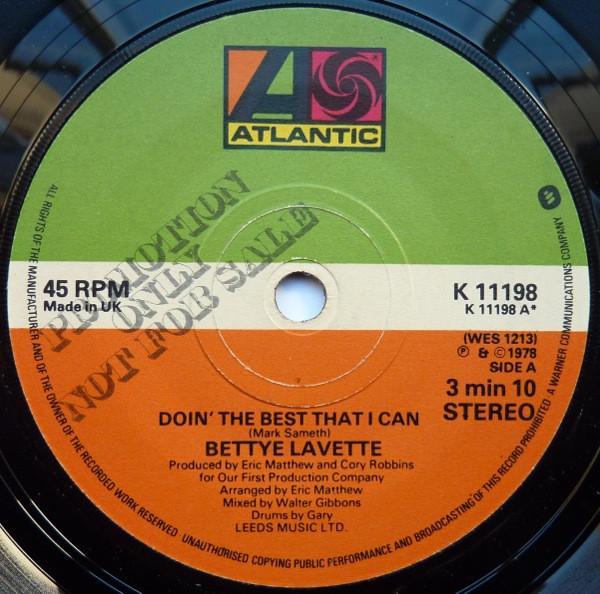 ATLANTIC
PROMOTION
ONLY
NOT FOR SALE
45 RPM
Made in UK
K 11198
K 11198 A*
(WES 1213)
℗ & © 1978
SIDE A
3 min 10
STEREO
DOIN' THE BEST THAT I CAN
(Mark Sameth)
BETTYE LAVETTE
Produced by Eric Matthew and Cory Robbins
for Our First Production Company
Arranged by Eric Matthew
Mixed by Walter Gibbons
Drums by Gary
LEEDS MUSIC LTD.
ALL RIGHTS OF THE MANUFACTURER AND OF THE OWNER OF THE RECORDED WORK RESERVED. UNAUTHORISED COPYING PUBLIC PERFORMANCE AND BROADCASTING OF THIS RECORD PROHIBITED. A WARNER COMMUNICATIONS COMPANY